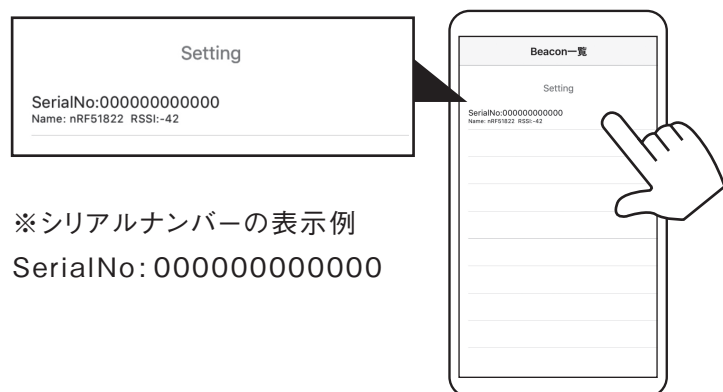 Setting
SerialNo:000000000000
Name: nRF51822 RSSI:-42
※シリアルナンバーの表示例
SerialNo:000000000000
Beacon一覧
Setting
SerialNo:000000000000
Name: nRF51822 RSSI:-42